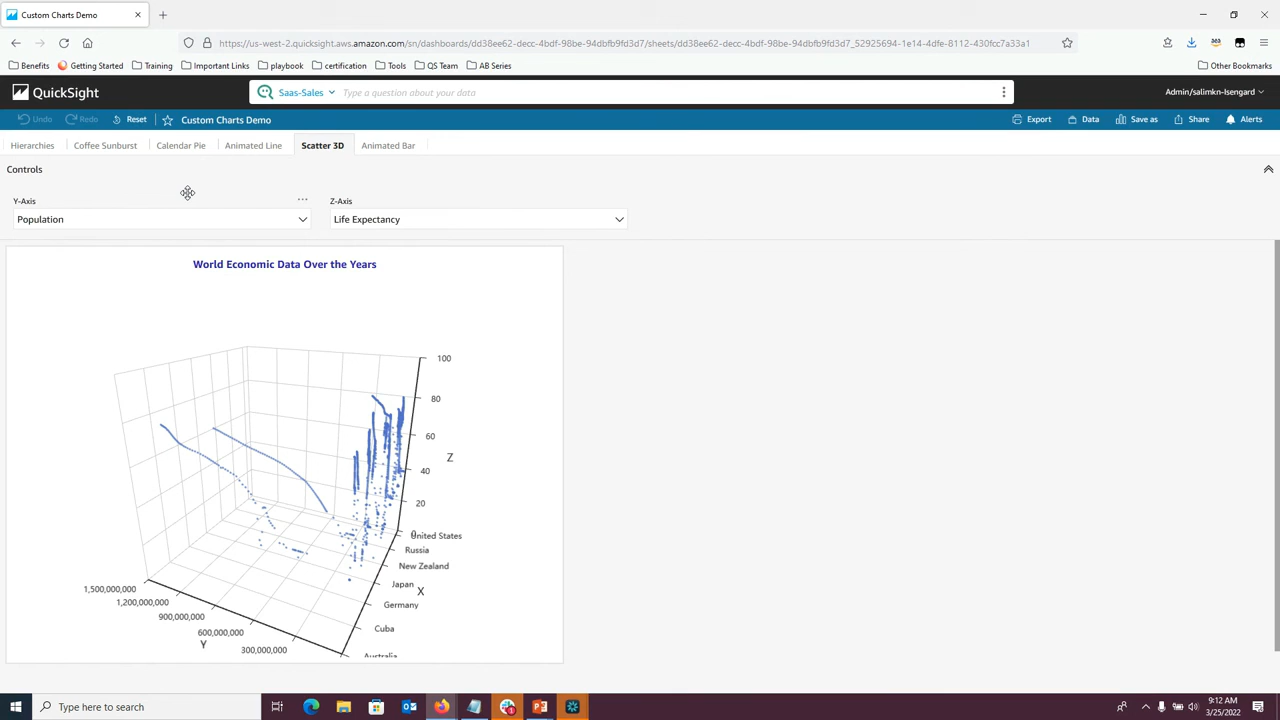 Custom Charts Demo
https://us-west-2.quicksight.aws.amazon.com/sn/dashboards/dd38ee62-decc-4bdf-98be-94dbfb9fd3d7/sheets/dd38ee62-decc-4bdf-98be-94dbfb9fd3d7_52925694-1e14-4dfe-8112-430fcc7a33a1
Benefits Getting Started Training Important Links playbook certification Tools QS Team AB Series Other Bookmarks
QuickSight Saas-Sales Type a question about your data Admin/salimkn-Isengard
Undo Redo Reset Custom Charts Demo Export Data Save as Share Alerts
Hierarchies Coffee Sunburst Calendar Pie Animated Line Scatter 3D Animated Bar
Controls
Y-Axis Z-Axis
Population Life Expectancy
World Economic Data Over the Years
100
80
60
Z
40
20
0
United States
Russia
New Zealand
Japan
X
1,500,000,000
1,200,000,000
Germany
900,000,000
Cuba
600,000,000
Y
300,000,000
Australia
Type here to search
9:12 AM
3/25/2022